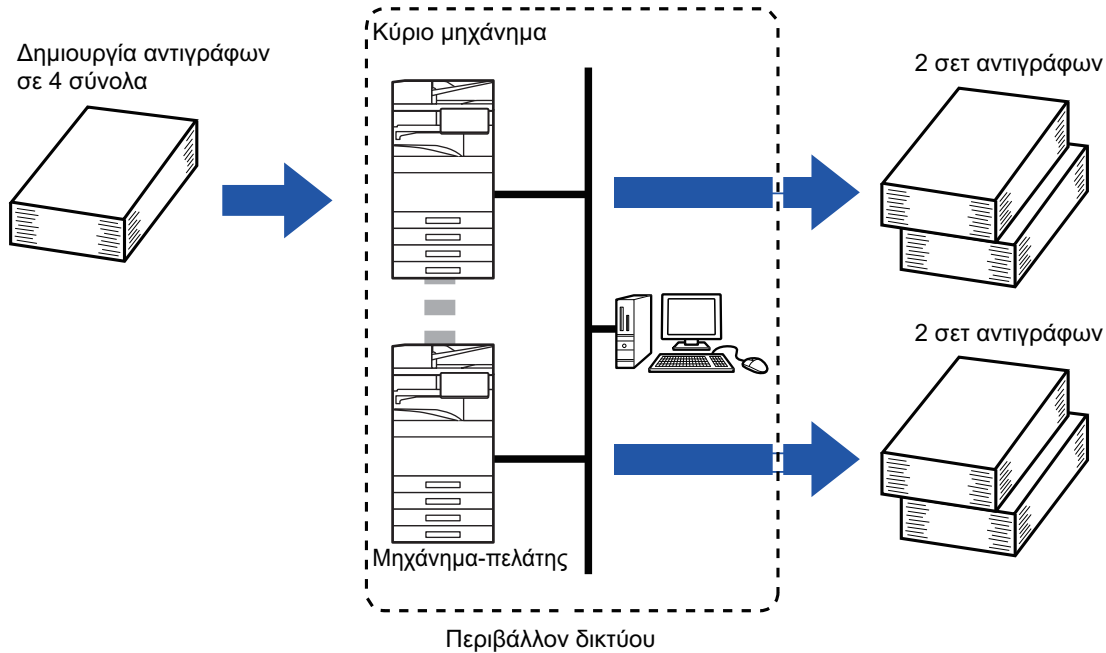 Δημιουργία αντιγράφων
σε 4 σύνολα
Κύριο μηχάνημα
2 σετ αντιγράφων
2 σετ αντιγράφων
Μηχάνημα-πελάτης
Περιβάλλον δικτύου